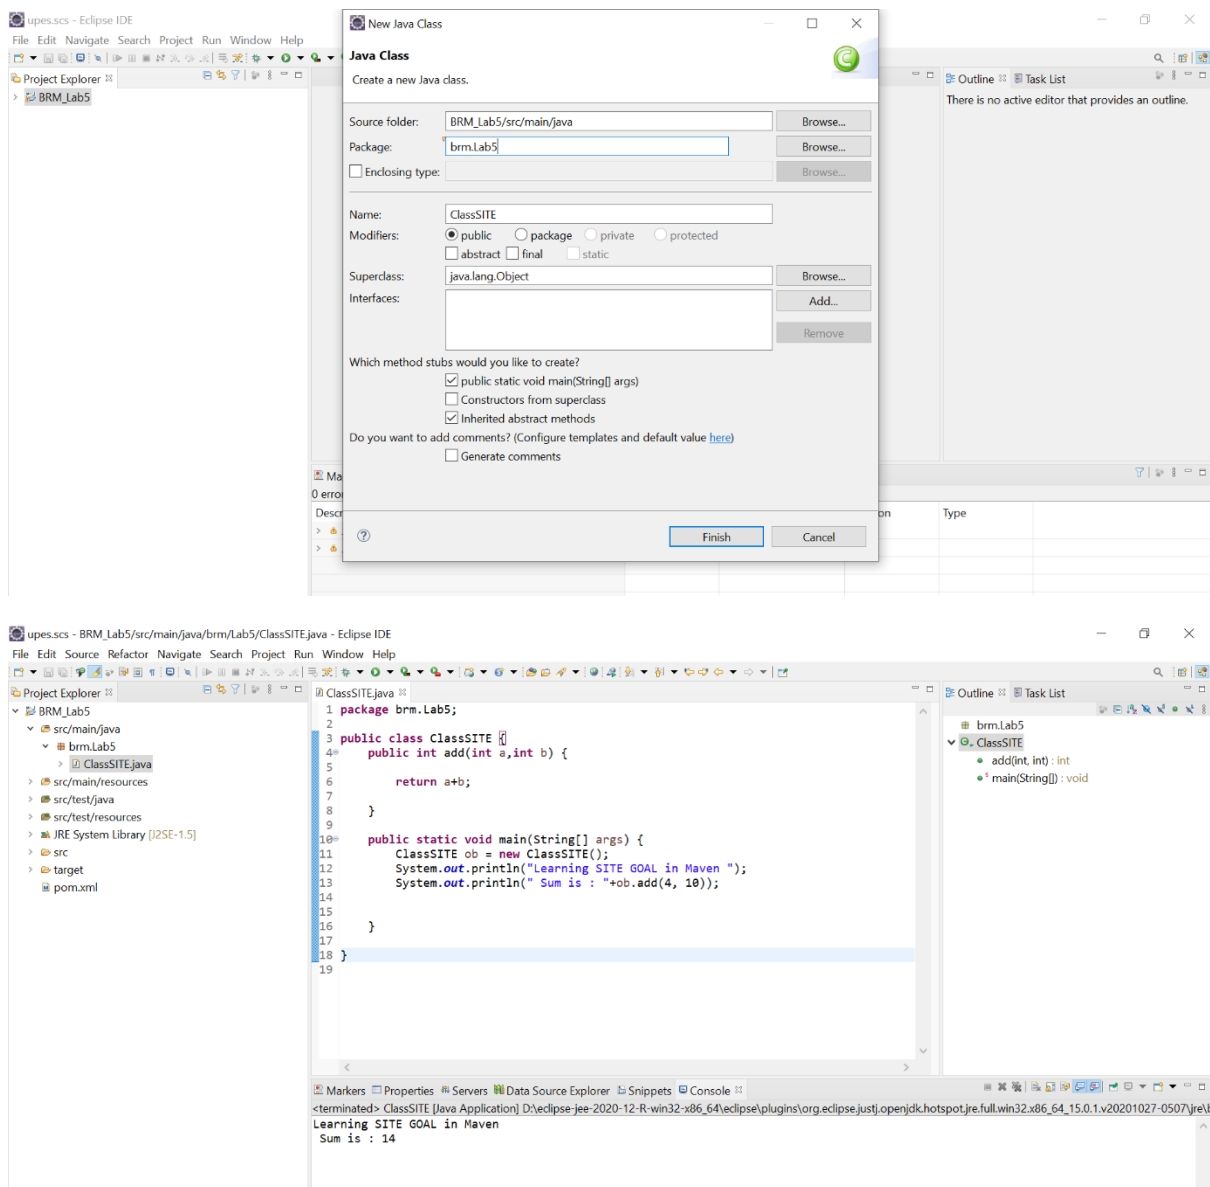 upes.scs - Eclipse IDE
File Edit Navigate Search Project Run Window Help
Project Explorer
BRM_Lab5
New Java Class
Java Class
Create a new Java class.
Source folder: BRM_Lab5/src/main/java Browse...
Package: brm.Lab5 Browse...
Enclosing type: Browse...
Name: ClassSITE
Modifiers: public package private protected
abstract final static
Superclass: java.lang.Object Browse...
Interfaces: Add...
Remove
Which method stubs would you like to create?
public static void main(String[] args)
Constructors from superclass
Inherited abstract methods
Do you want to add comments? (Configure templates and default value here)
Generate comments
Finish Cancel
Outline Task List
There is no active editor that provides an outline.
Ma
0 erro
Descr on Type
upes.scs - BRM_Lab5/src/main/java/brm/Lab5/ClassSITE.java - Eclipse IDE
File Edit Source Refactor Navigate Search Project Run Window Help
Project Explorer
BRM_Lab5
src/main/java
brm.Lab5
ClassSITE.java
src/main/resources
src/test/java
src/test/resources
JRE System Library [J2SE-1.5]
src
target
pom.xml
ClassSITE.java
1 package brm.Lab5;
2
3 public class ClassSITE {
4 public int add(int a,int b) {
5
6 return a+b;
7
8 }
9
10 public static void main(String[] args) {
11 ClassSITE ob = new ClassSITE();
12 System.out.println("Learning SITE GOAL in Maven ");
13 System.out.println(" Sum is : "+ob.add(4, 10));
14
15
16 }
17
18 }
19
Outline Task List
brm.Lab5
ClassSITE
add(int, int) : int
main(String[]) : void
Markers Properties Servers Data Source Explorer Snippets Console
<terminated> ClassSITE [Java Application] D:\eclipse-jee-2020-12-R-win32-x86_64\eclipse\plugins\org.eclipse.justj.openjdk.hotspot.jre.full.win32.x86_64_15.0.1.v20201027-0507\jre\b
Learning SITE GOAL in Maven
Sum is : 14